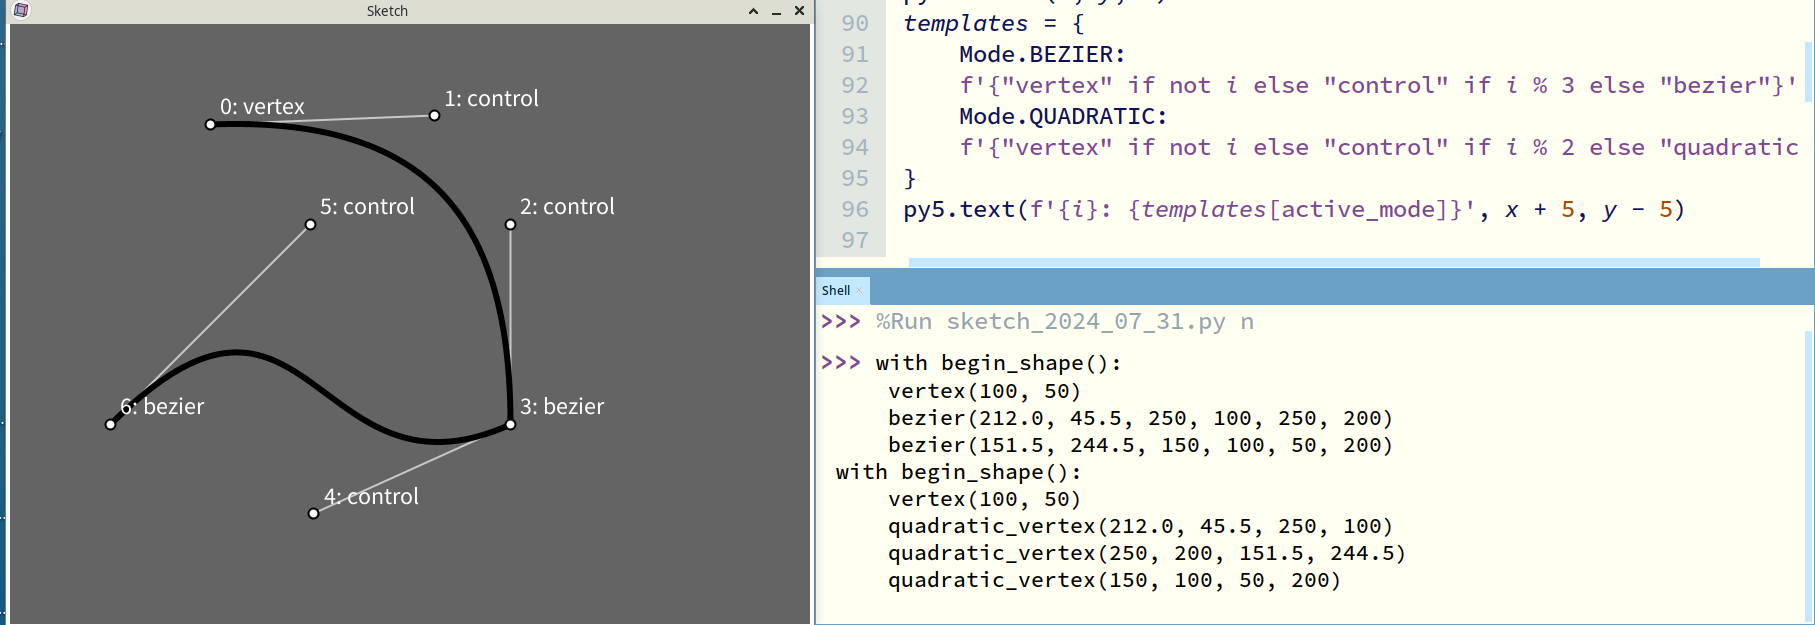 Sketch
0: vertex
1: control
5: control
2: control
6: bezier
3: bezier
4: control
90 templates = {
91 Mode.BEZIER:
92 f'{"vertex" if not i else "control" if i % 3 else "bezier"}'
93 Mode.QUADRATIC:
94 f'{"vertex" if not i else "control" if i % 2 else "quadratic
95 }
96 py5.text(f'{i}: {templates[active_mode]}', x + 5, y - 5)
97
Shell
>>> %Run sketch_2024_07_31.py n
>>> with begin_shape():
vertex(100, 50)
bezier(212.0, 45.5, 250, 100, 250, 200)
bezier(151.5, 244.5, 150, 100, 50, 200)
with begin_shape():
vertex(100, 50)
quadratic_vertex(212.0, 45.5, 250, 100)
quadratic_vertex(250, 200, 151.5, 244.5)
quadratic_vertex(150, 100, 50, 200)